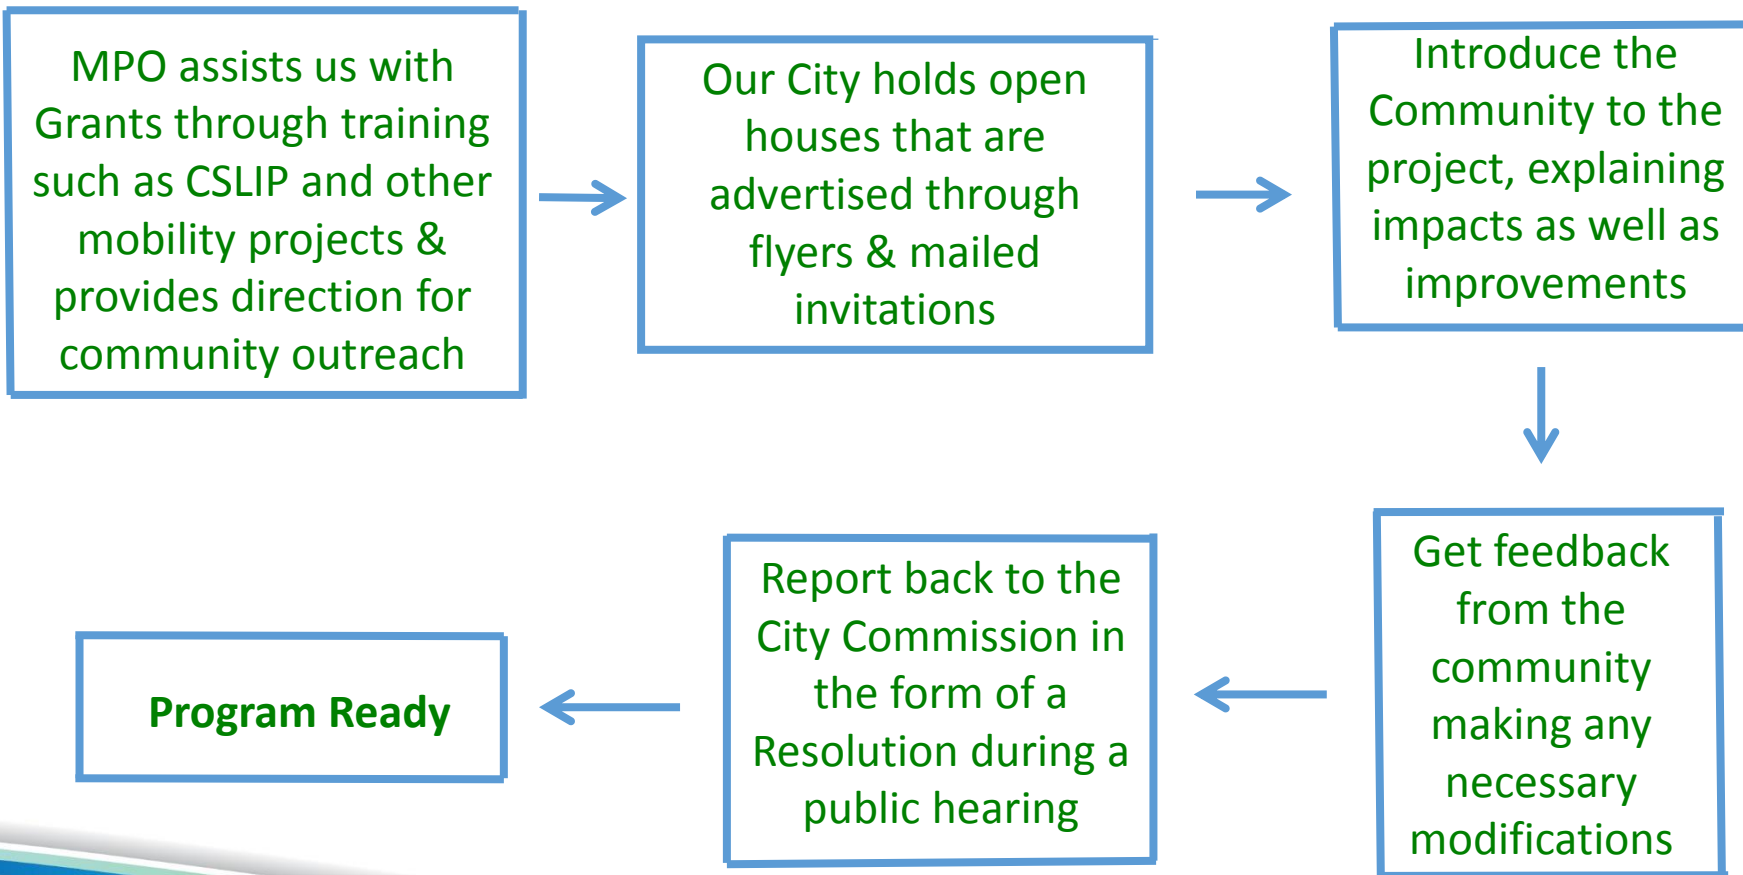 MPO assists us with
Grants through training
such as CSLIP and other
mobility projects &
provides direction for
community outreach
Our City holds open
houses that are
advertised through
flyers & mailed
invitations
Introduce the
Community to the
project, explaining
impacts as well as
improvements
Get feedback
from the
community
making any
necessary
modifications
Report back to the
City Commission in
the form of a
Resolution during a
public hearing
Program Ready